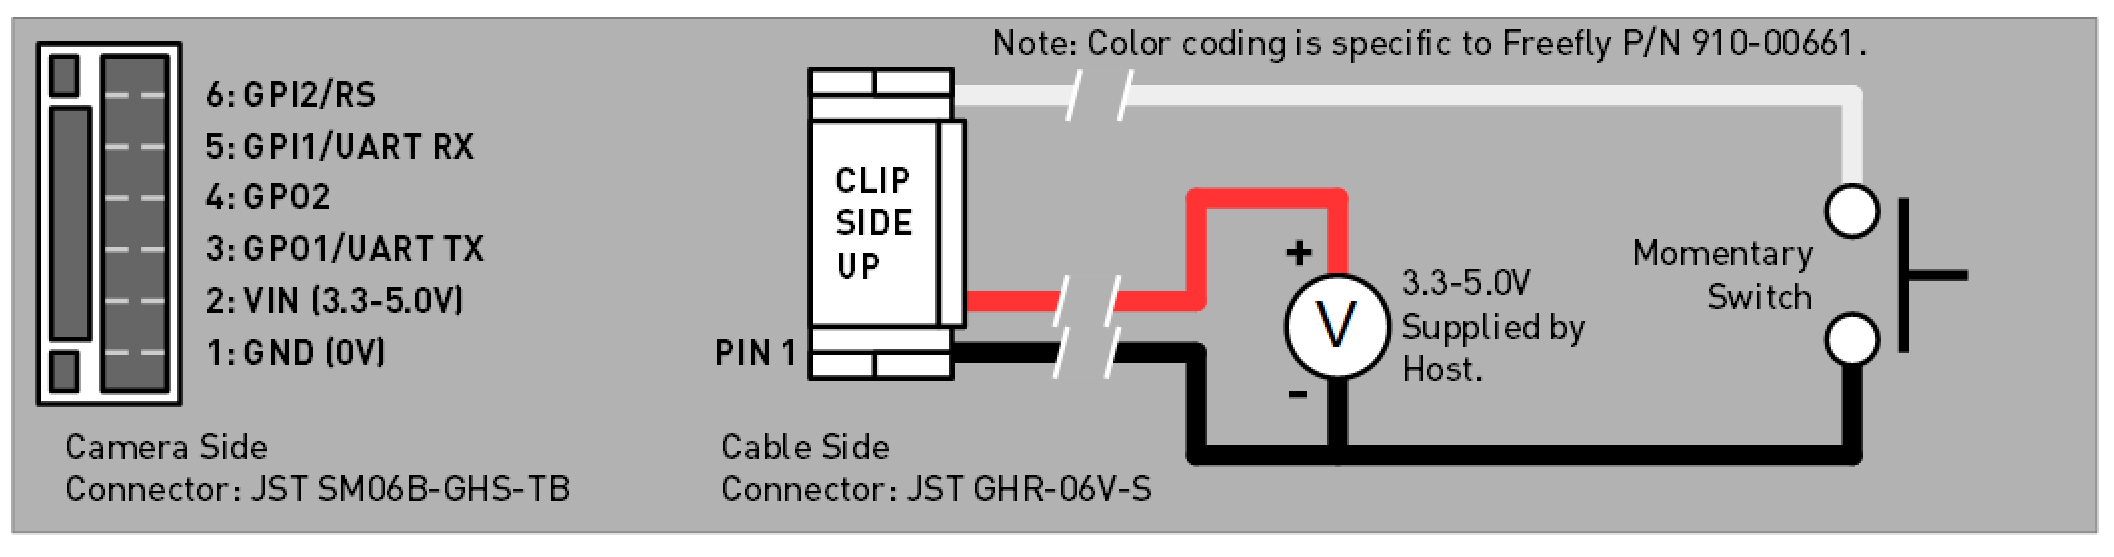 Note: Color coding is specific to Freefly P/N 910-00661.
6: GPI2/RS
5: GPI1/UART RX
4: GPO2
3: GPO1/UART TX
2: VIN (3.3-5.0V)
1: GND (0V)
Camera Side
Connector: JST SM06B-GHS-TB
CLIP
SIDE
UP
PIN 1
Cable Side
Connector: JST GHR-06V-S
+
V
-
3.3-5.0V
Supplied by
Host.
Momentary
Switch